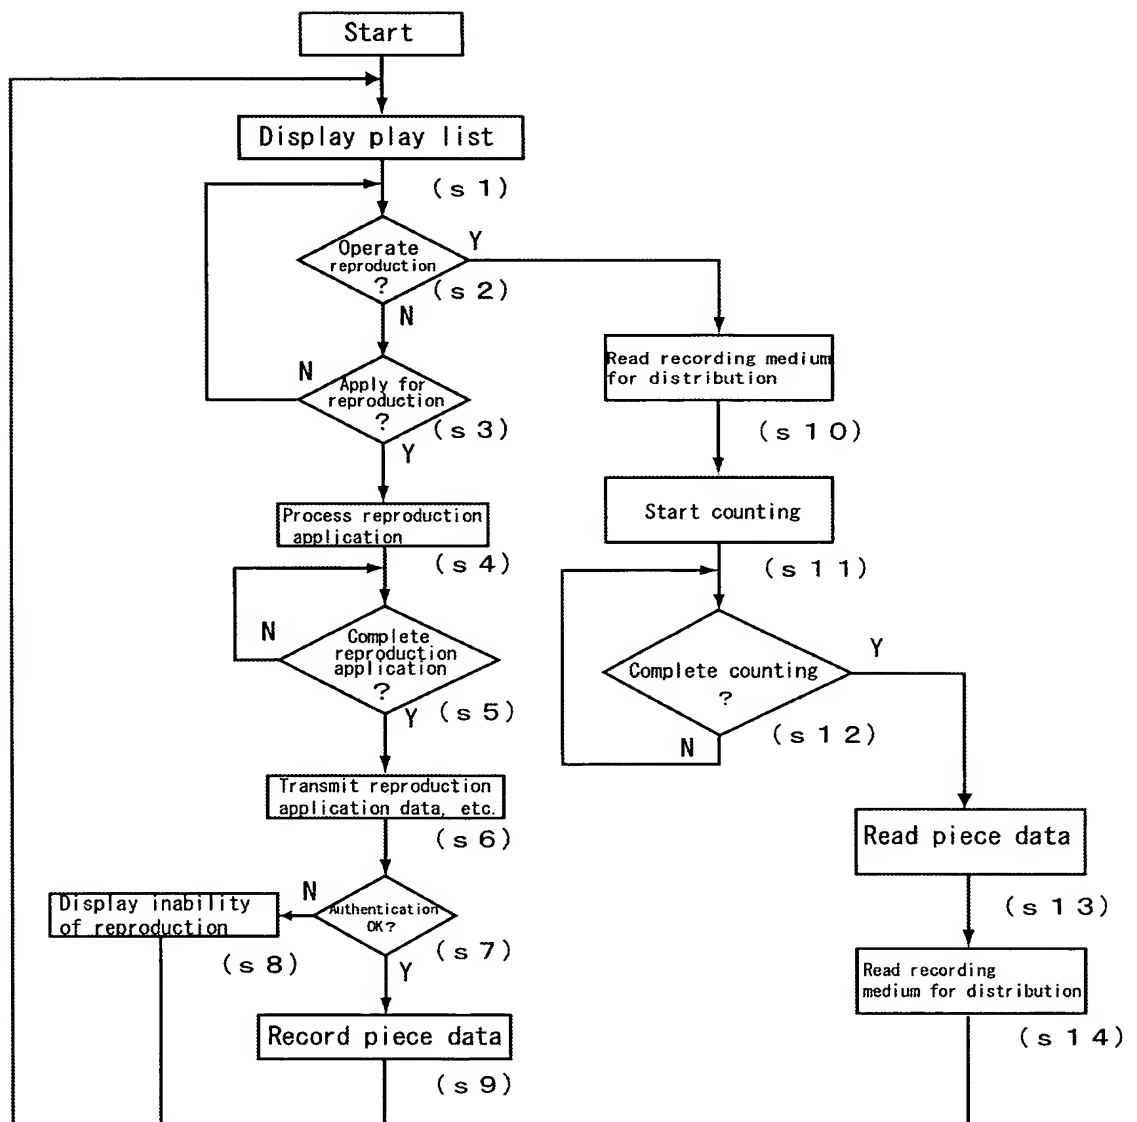 Start
Display play list
(s1)
Operate
reproduction
?
Y
(s2)
N
Apply for
reproduction
?
N
(s3)
Y
Process reproduction
application
(s4)
Complete
reproduction
application
?
N
(s5)
Y
Transmit reproduction
application data, etc.
(s6)
Authentication
OK?
N
(s7)
Y
Display inability
of reproduction
(s8)
Record piece data
(s9)
Read recording medium
for distribution
(s10)
Start counting
(s11)
Complete counting
?
Y
(s12)
N
Read piece data
(s13)
Read recording
medium for distribution
(s14)